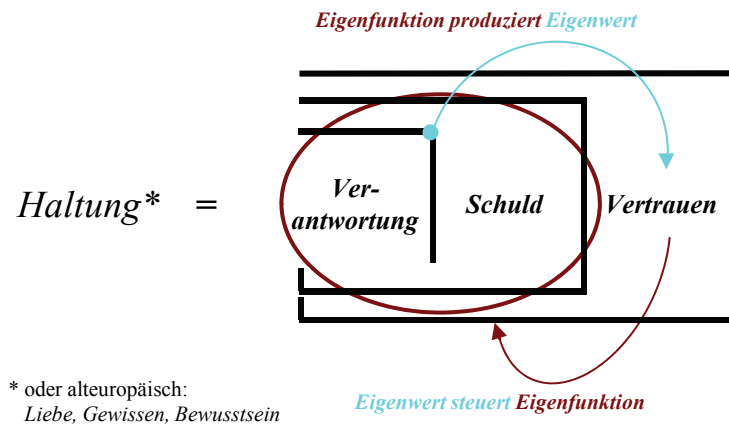 Eigenfunktion produziert Eigenwert
Haltung* =
Ver-
antwortung
Schuld
Vertrauen
* oder alteuropäisch:
Liebe, Gewissen, Bewusstsein
Eigenwert steuert Eigenfunktion